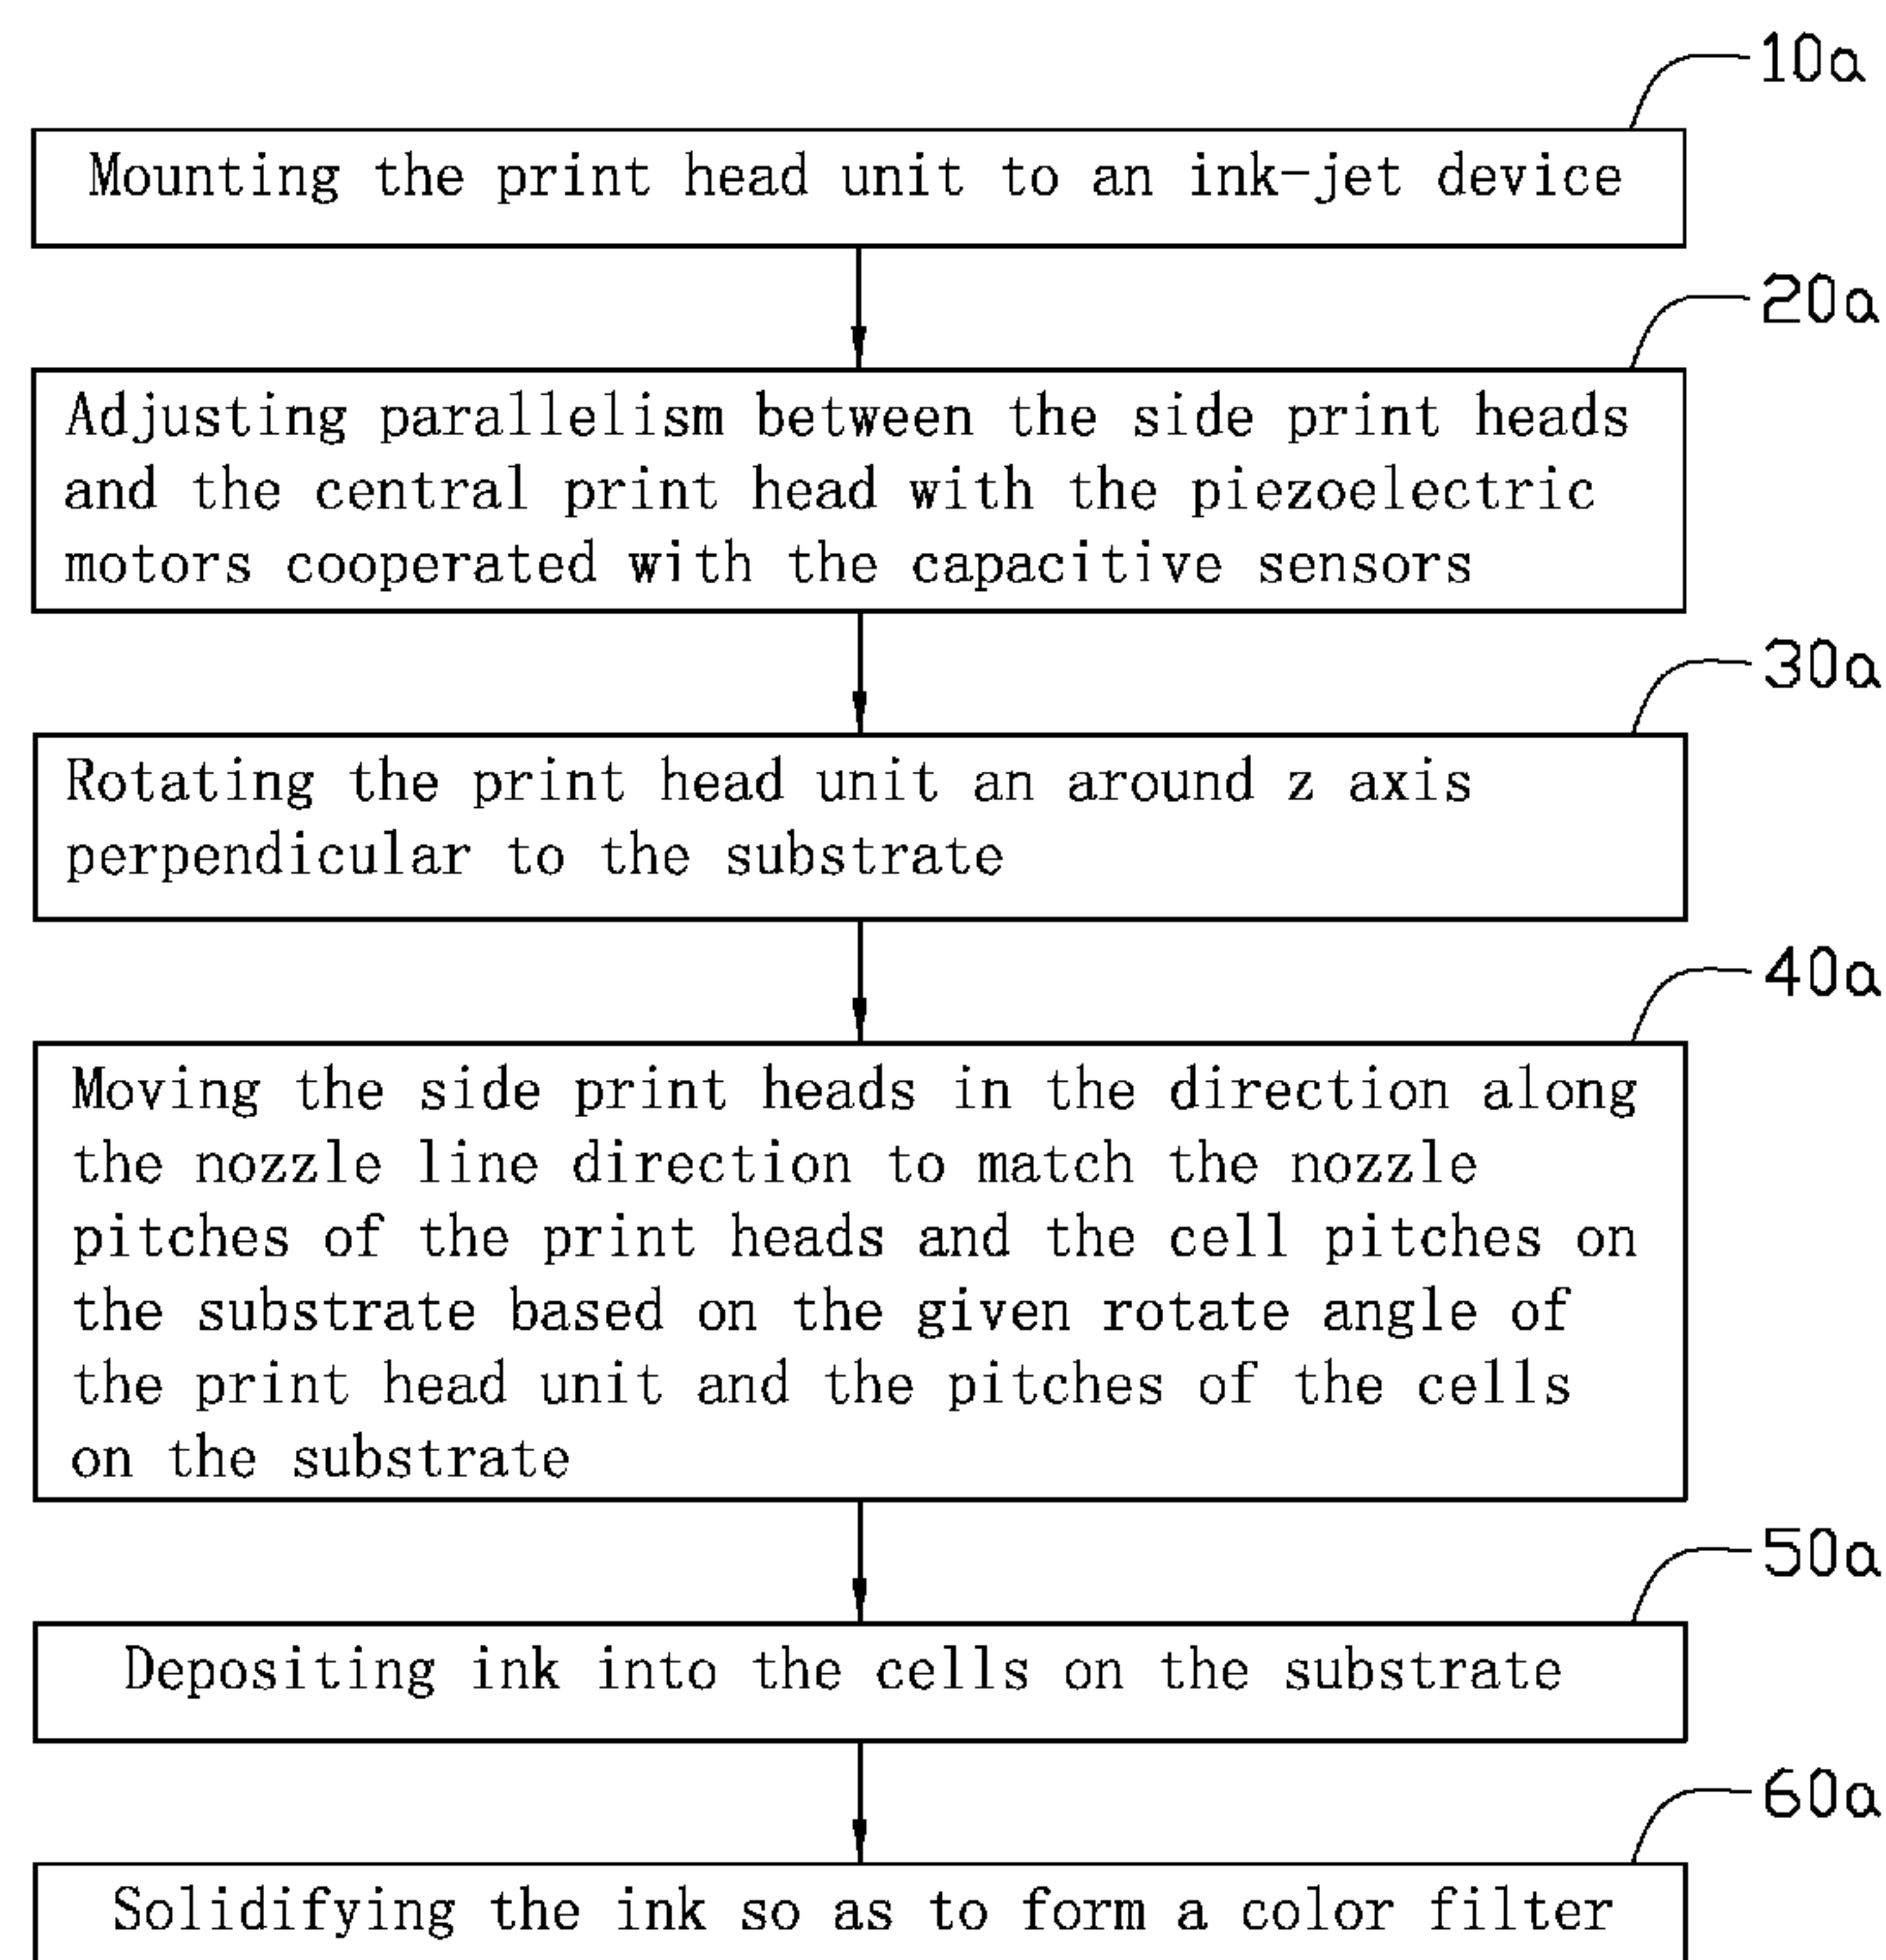 10a
Mounting the print head unit to an ink-jet device
20a
Adjusting parallelism between the side print heads
and the central print head with the piezoelectric
motors cooperated with the capacitive sensors
30a
Rotating the print head unit an around z axis
perpendicular to the substrate
40a
Moving the side print heads in the direction along
the nozzle line direction to match the nozzle
pitches of the print heads and the cell pitches on
the substrate based on the given rotate angle of
the print head unit and the pitches of the cells
on the substrate
50a
Depositing ink into the cells on the substrate
60a
Solidifying the ink so as to form a color filter